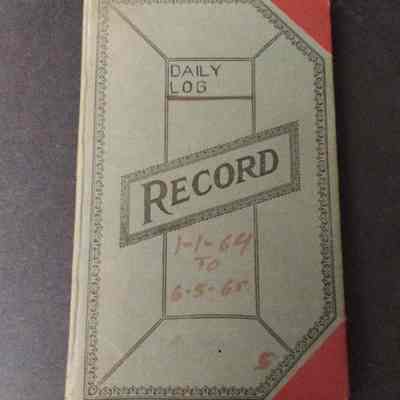 DAILY
LOG
RECORD
1-1-64
TO
6-5-65
5